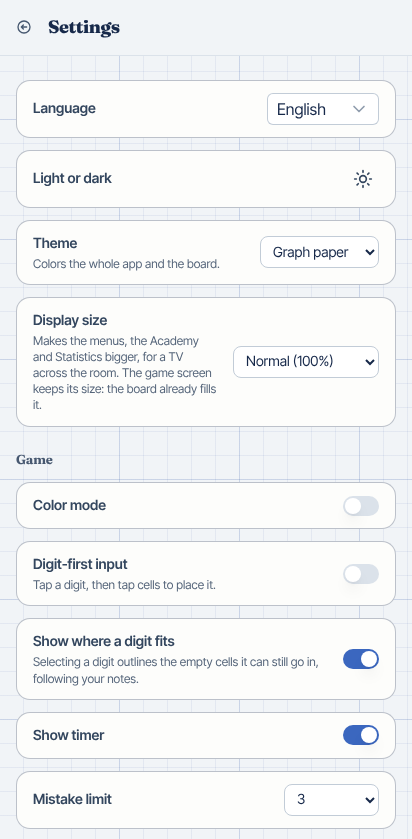 Settings
Language
English
Light or dark
Theme
Colors the whole app and the board.
Graph paper
Display size
Makes the menus, the Academy
and Statistics bigger, for a TV
across the room. The game screen
keeps its size: the board already fills
it.
Normal (100%)
Game
Color mode
Digit-first input
Tap a digit, then tap cells to place it.
Show where a digit fits
Selecting a digit outlines the empty cells it can still go in,
following your notes.
Show timer
Mistake limit
3